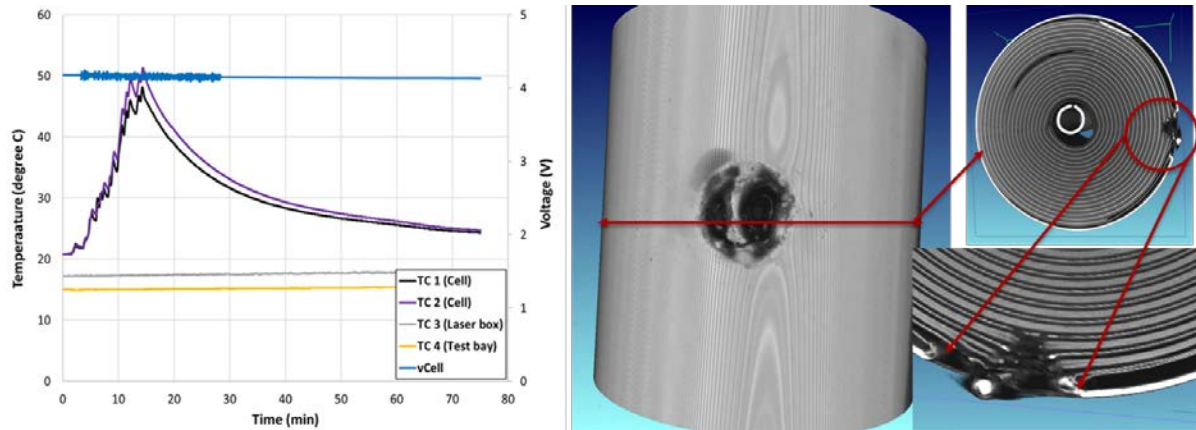 60
50
40
30
20
10
0
Temperaature (degree C)
5
4
3
2
1
0
Voltage (V)
TC 1 (Cell)
TC 2 (Cell)
TC 3 (Laser box)
TC 4 (Test bay)
vCell
0 10 20 30 40 50 60 70 80
Time (min)